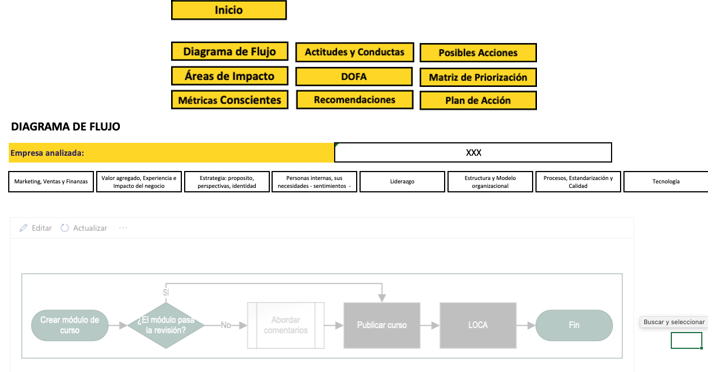 Inicio
Diagrama de Flujo
Actitudes y Conductas
Posibles Acciones
Áreas de Impacto
DOFA
Matriz de Priorización
Métricas Conscientes
Recomendaciones
Plan de Acción
DIAGRAMA DE FLUJO
Empresa analizada:
XXX
Marketing, Ventas y Finanzas
Valor agregado, Experiencia e
Impacto del negocio
Estrategia: proposito,
perspectivas, identidad
Personas internas, sus
necesidades - sentimientos -
Liderazgo
Estructura y Modelo
organizacional
Procesos, Estandarización y
Calidad
Tecnología
Editar
Actualizar
Sí
Crear módulo de
curso
¿El módulo pasa
la revisión?
No
Abordar
comentarios
Publicar curso
LOCA
Fin
Buscar y seleccionar